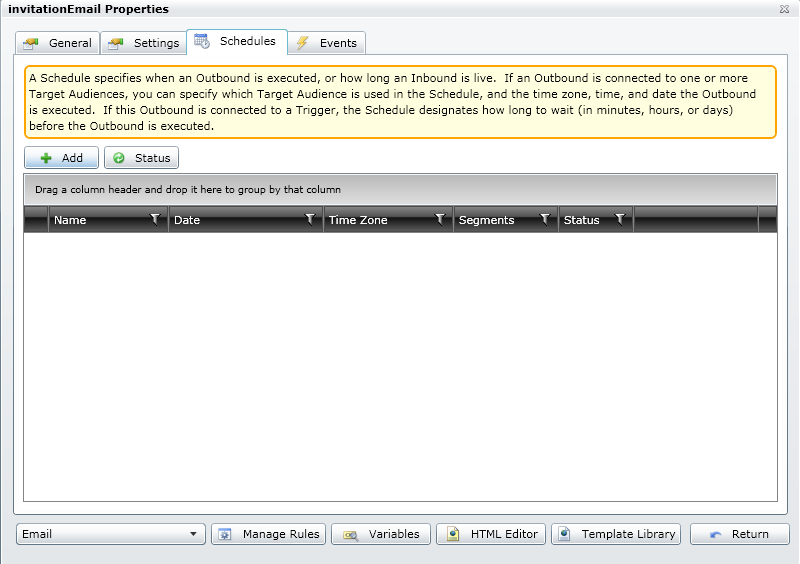 invitationEmail Properties
General
Settings
Schedules
Events
A Schedule specifies when an Outbound is executed, or how long an Inbound is live.  If an Outbound is connected to one or more
Target Audiences, you can specify which Target Audience is used in the Schedule, and the time zone, time, and date the Outbound
is executed.  If this Outbound is connected to a Trigger, the Schedule designates how long to wait (in minutes, hours, or days)
before the Outbound is executed.
Add
Status
Drag a column header and drop it here to group by that column
Name
Date
Time Zone
Segments
Status
Email
Manage Rules
Variables
HTML Editor
Template Library
Return